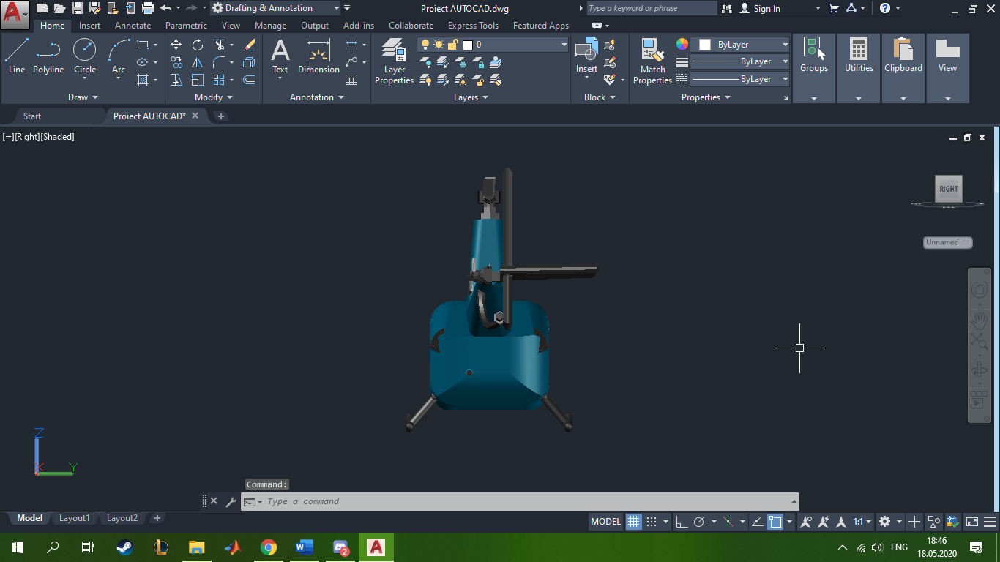 A Drafting & Annotation Proiect AUTOCAD.dwg Type a keyword or phrase Sign In ?
Home Insert Annotate Parametric View Manage Output Add-ins Collaborate Express Tools Featured Apps
0 ByLayer
ByLayer
ByLayer
Line Polyline Circle Arc A Text Dimension Layer Properties Insert Match Properties Groups Utilities Clipboard View
Draw Modify Annotation Layers Block Properties
Start Proiect AUTOCAD*
[−][Right][Shaded]
RIGHT
Unnamed
Z
X Y
Command:
Type a command
Model Layout1 Layout2 + MODEL 1:1
W 2 A ENG 18:46
18.05.2020